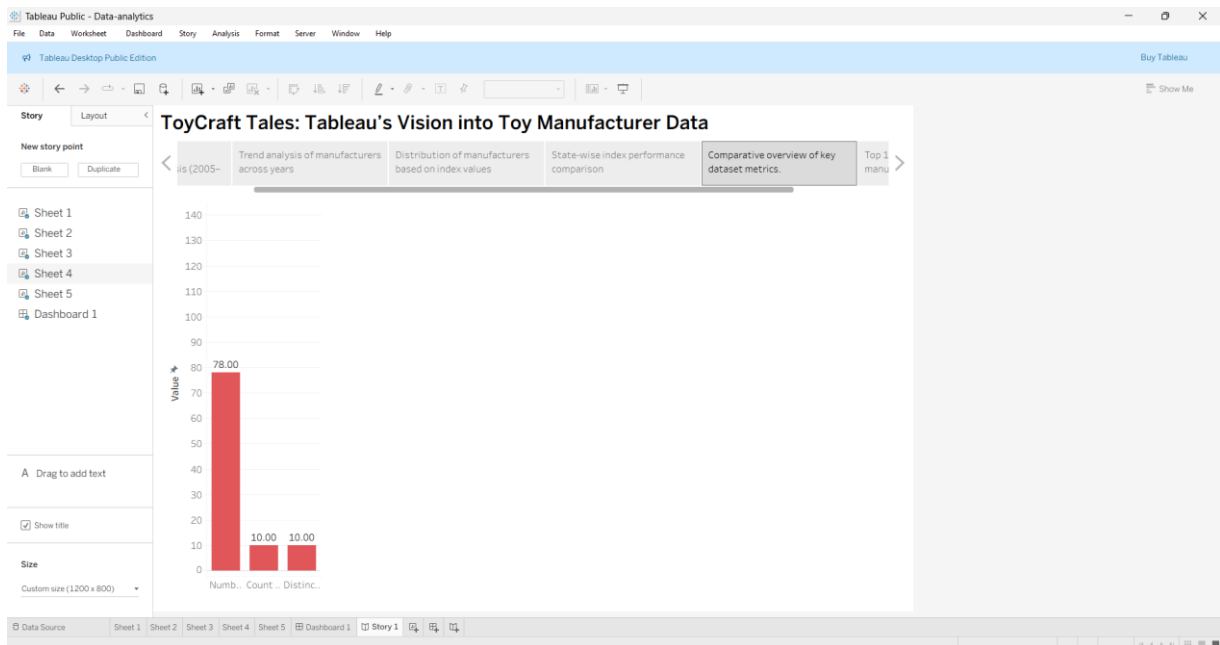 Tableau Public - Data-analytics
File Data Worksheet Dashboard Story Analysis Format Server Window Help
Tableau Desktop Public Edition Buy Tableau
Show Me
Story Layout
New story point
Blank Duplicate
Sheet 1
Sheet 2
Sheet 3
Sheet 4
Sheet 5
Dashboard 1
A Drag to add text
Show title
Size
Custom size (1200 x 800)
ToyCraft Tales: Tableau's Vision into Toy Manufacturer Data
is (2005–
Trend analysis of manufacturers
across years
Distribution of manufacturers
based on index values
State-wise index performance
comparison
Comparative overview of key
dataset metrics.
Top 1
manu
Value
140
130
120
110
100
90
80
70
60
50
40
30
20
10
0
78.00
10.00 10.00
Numb.. Count .. Distinc..
Data Source Sheet 1 Sheet 2 Sheet 3 Sheet 4 Sheet 5 Dashboard 1 Story 1